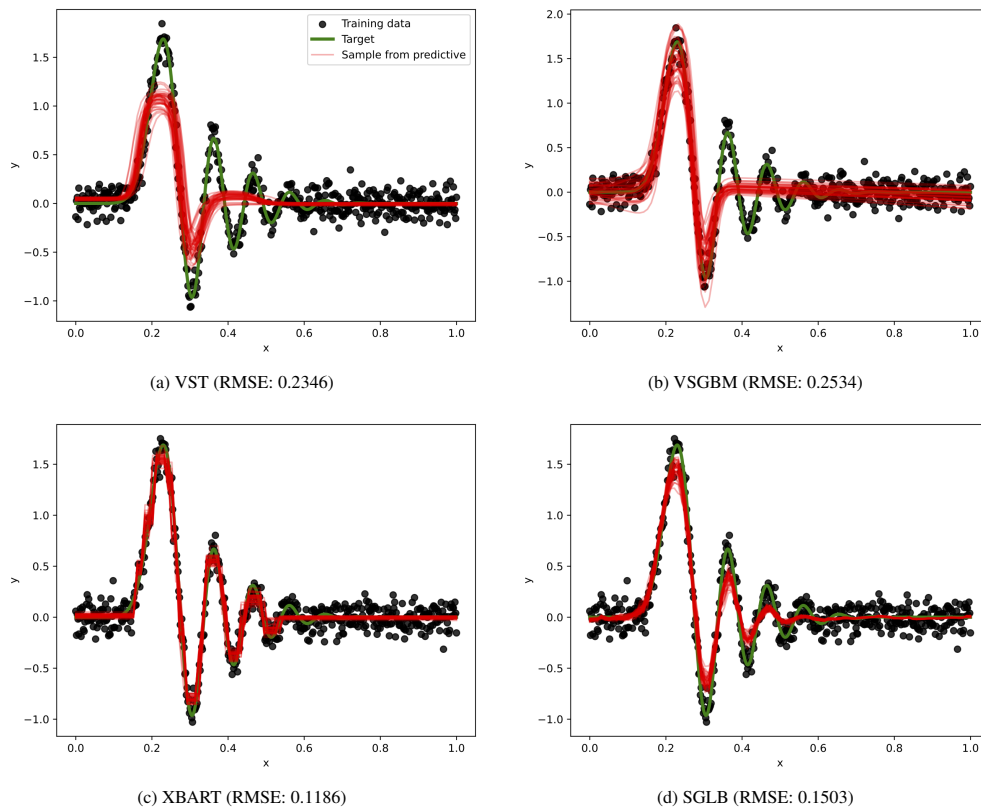 Training data
Target
Sample from predictive
1.5
1.0
0.5
0.0
−0.5
−1.0
y
0.0 0.2 0.4 0.6 0.8 1.0
x
(a) VST (RMSE: 0.2346)
2.0
1.5
1.0
0.5
0.0
−0.5
−1.0
y
0.0 0.2 0.4 0.6 0.8 1.0
x
(b) VSGBM (RMSE: 0.2534)
1.5
1.0
0.5
0.0
−0.5
−1.0
y
0.0 0.2 0.4 0.6 0.8 1.0
x
(c) XBART (RMSE: 0.1186)
1.5
1.0
0.5
0.0
−0.5
−1.0
y
0.0 0.2 0.4 0.6 0.8 1.0
x
(d) SGLB (RMSE: 0.1503)